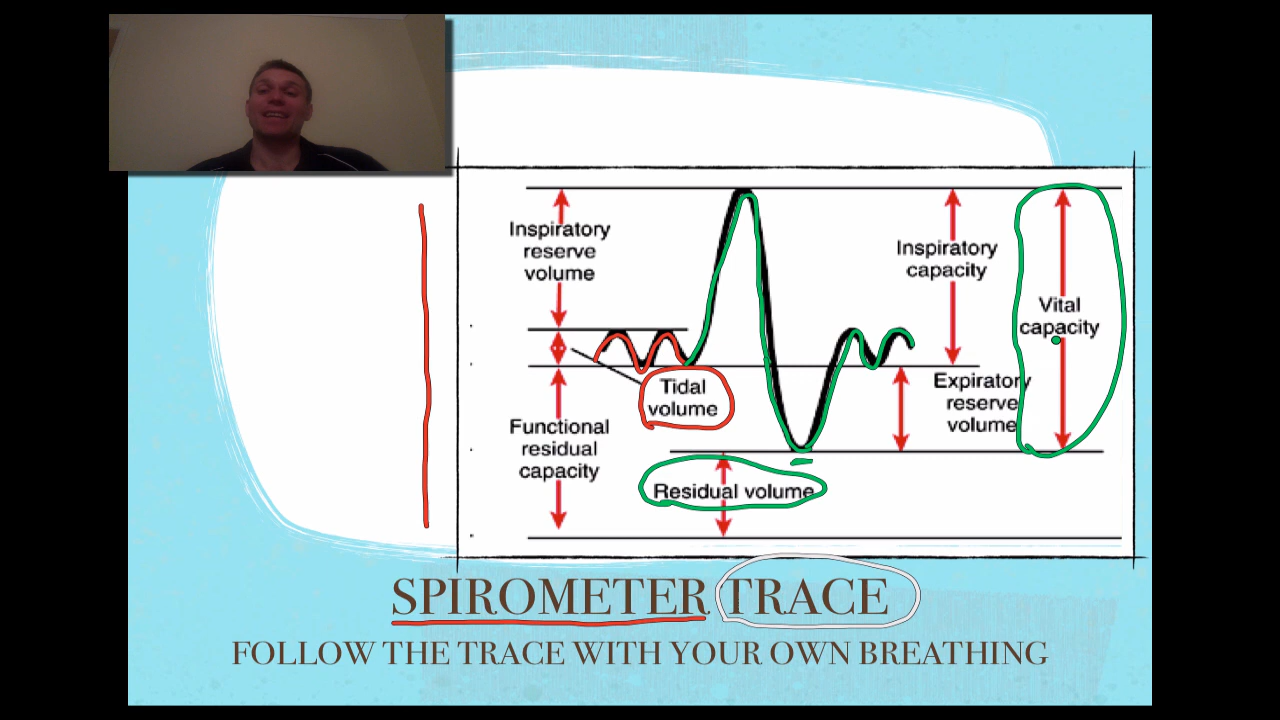 Inspiratory
reserve
volume
Inspiratory
capacity
Vital
capacity
Tidal
volume
Expiratory
reserve
volume
Functional
residual
capacity
Residual volume
SPIROMETER TRACE
FOLLOW THE TRACE WITH YOUR OWN BREATHING